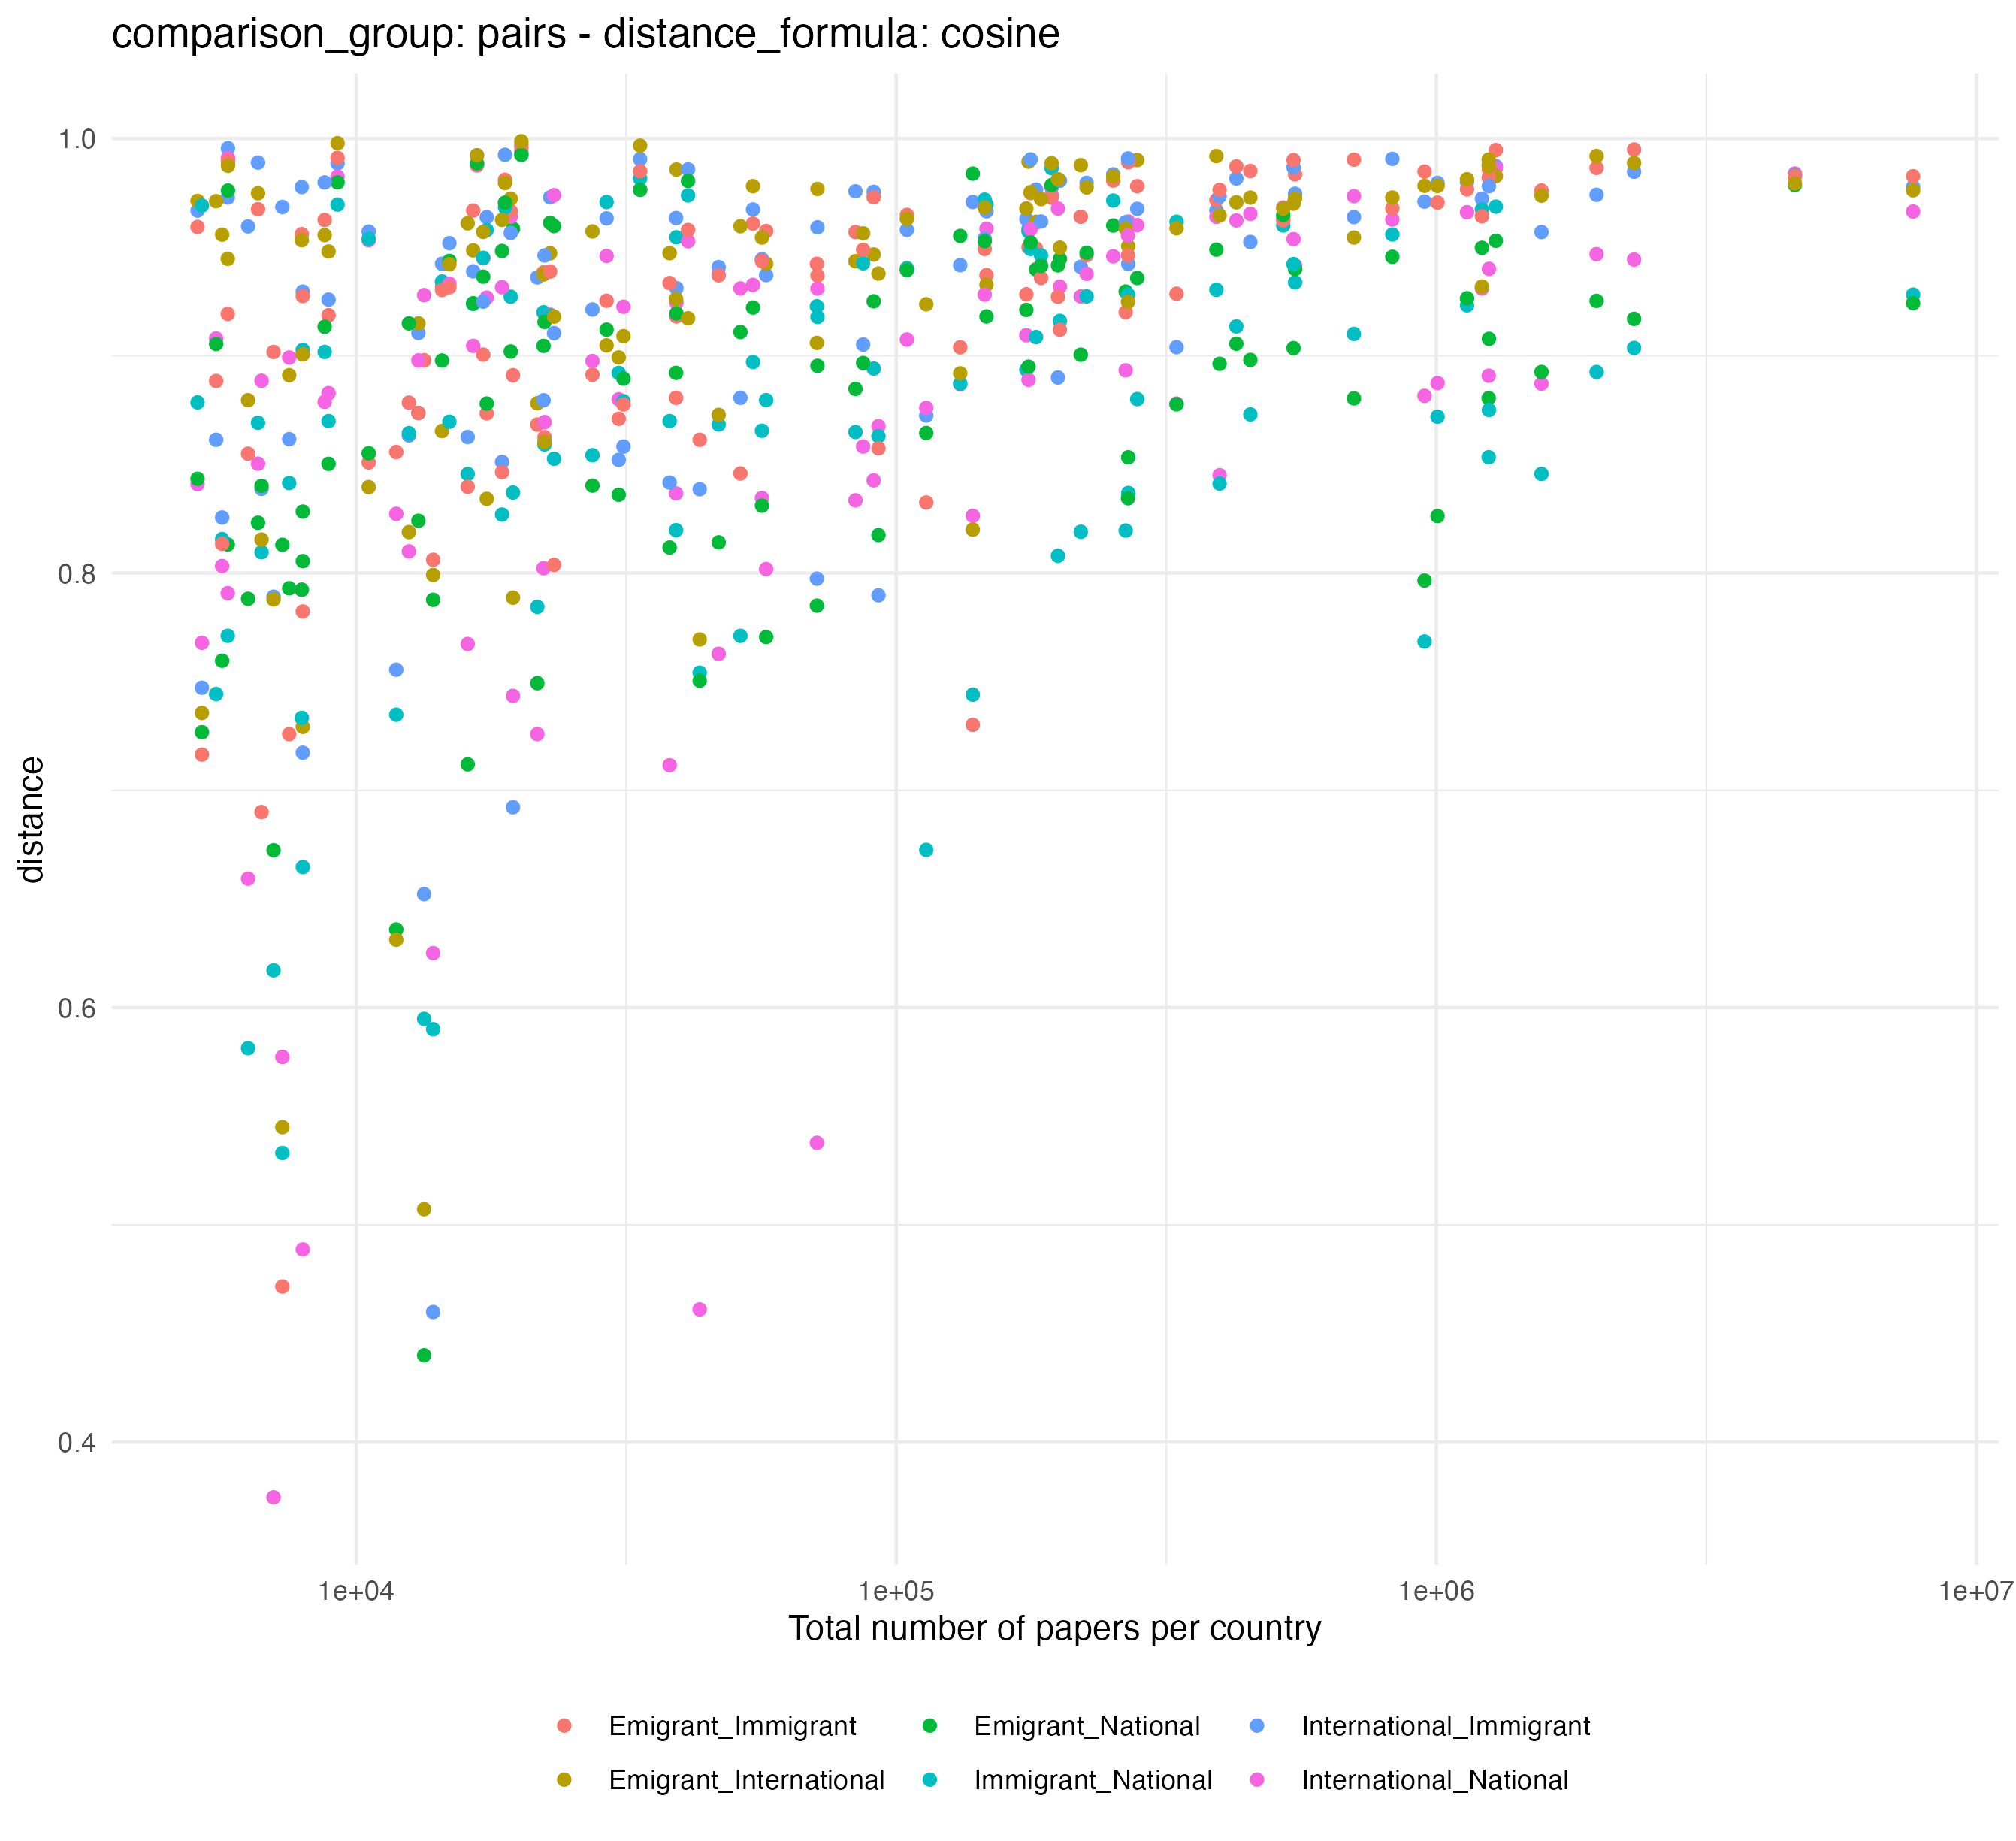 comparison_group: pairs - distance_formula: cosine
1.0
0.8
0.6
0.4
distance
1e+04 1e+05 1e+06 1e+07
Total number of papers per country
Emigrant_Immigrant Emigrant_National International_Immigrant
Emigrant_International Immigrant_National International_National